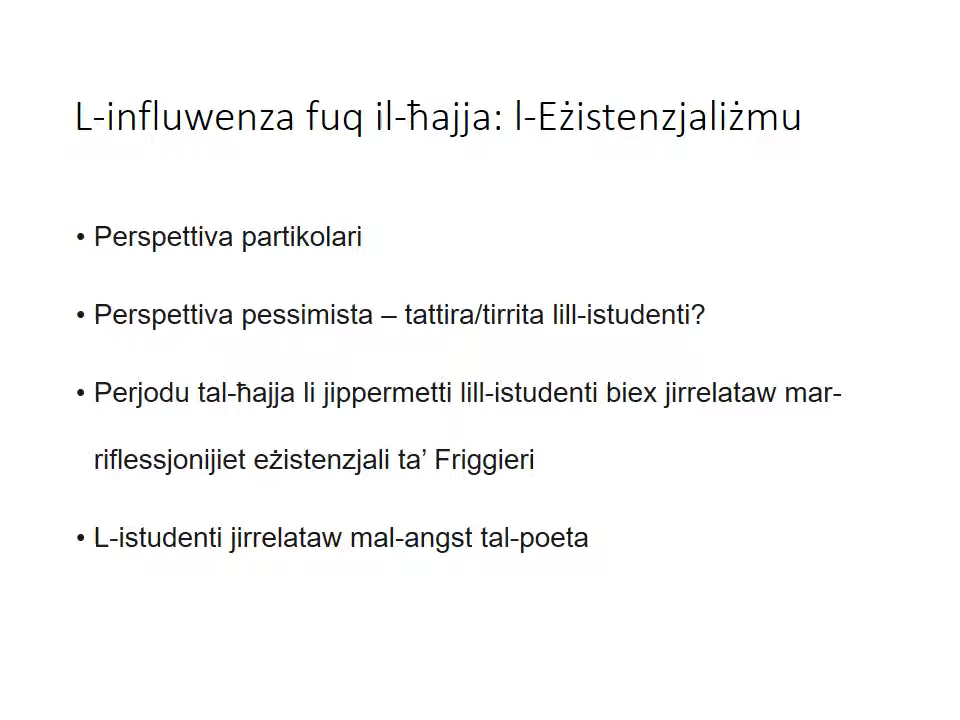 L-influwenza fuq il-ħajja: l-Eżistenzjaliżmu
• Perspettiva partikolari
• Perspettiva pessimista – tattira/tirrita lill-istudenti?
• Perjodu tal-ħajja li jippermetti lill-istudenti biex jirrelataw mar-
riflessjonijiet eżistenzjali ta’ Friggieri
• L-istudenti jirrelataw mal-angst tal-poeta